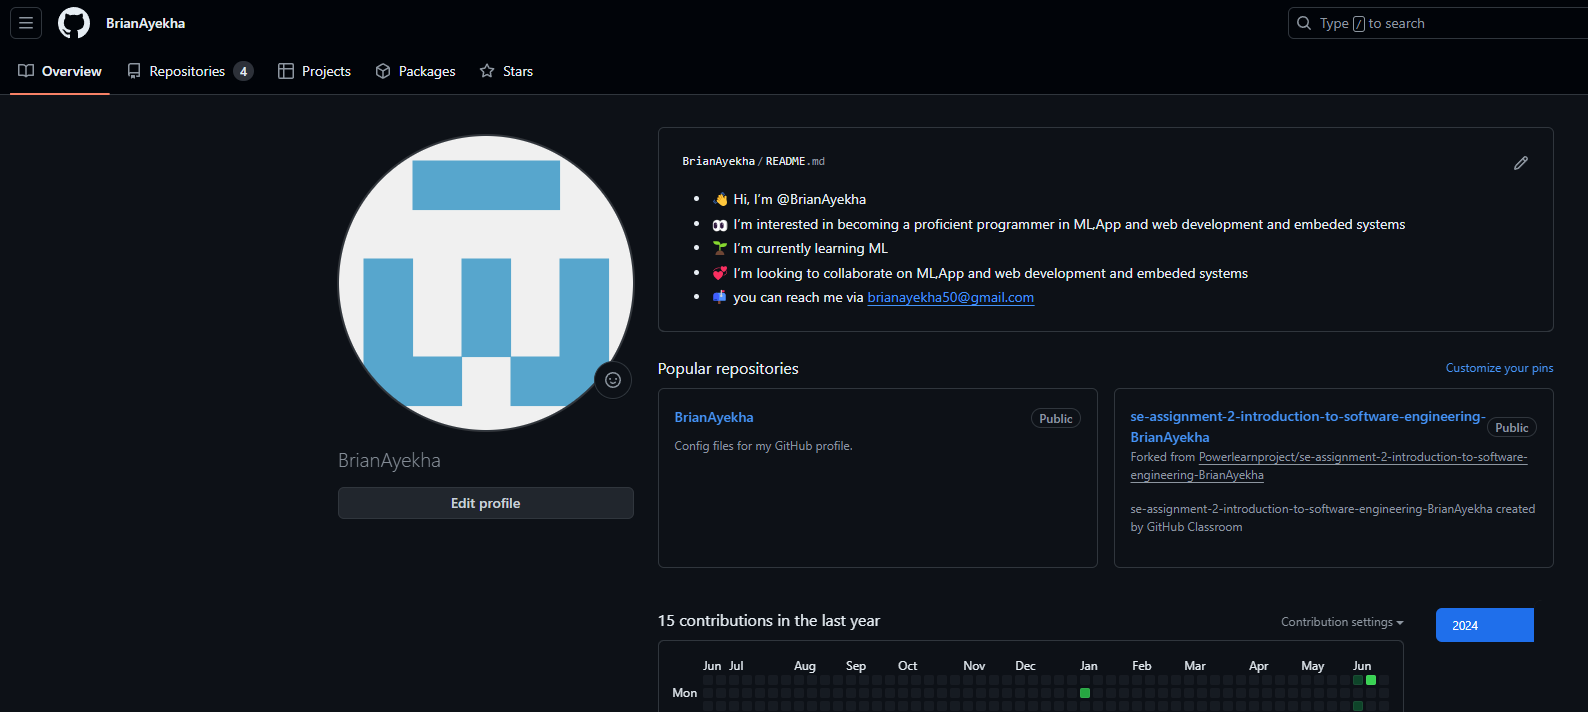 BrianAyekha
Type / to search
Overview
Repositories 4
Projects
Packages
Stars
BrianAyekha/README.md
👋 Hi, I'm @BrianAyekha
👀 I'm interested in becoming a proficient programmer in ML,App and web development and embeded systems
🌱 I'm currently learning ML
💞️ I'm looking to collaborate on ML,App and web development and embeded systems
📫 you can reach me via brianayekha50@gmail.com
BrianAyekha
Edit profile
Popular repositories
Customize your pins
BrianAyekha
Public
Config files for my GitHub profile.
se-assignment-2-introduction-to-software-engineering-
BrianAyekha
Public
Forked from Powerlearnproject/se-assignment-2-introduction-to-software-
engineering-BrianAyekha
se-assignment-2-introduction-to-software-engineering-BrianAyekha created
by GitHub Classroom
15 contributions in the last year
Contribution settings
2024
Jun Jul Aug Sep Oct Nov Dec Jan Feb Mar Apr May Jun
Mon